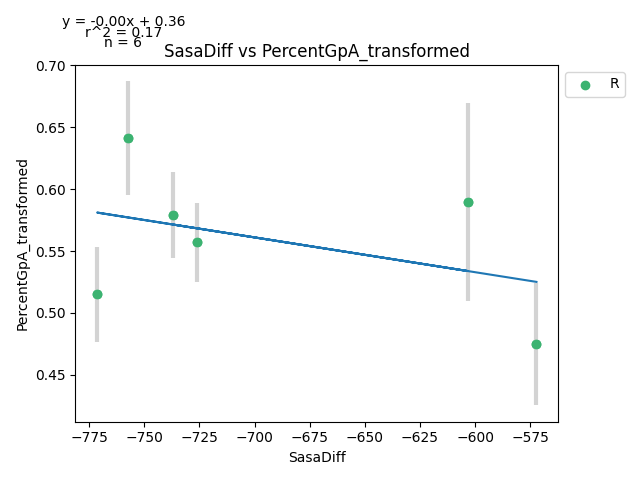 y = -0.00x + 0.36
r^2 = 0.17
n = 6
SasaDiff vs PercentGpA_transformed
R
PercentGpA_transformed
0.70
0.65
0.60
0.55
0.50
0.45
−775 −750 −725 −700 −675 −650 −625 −600 −575
SasaDiff